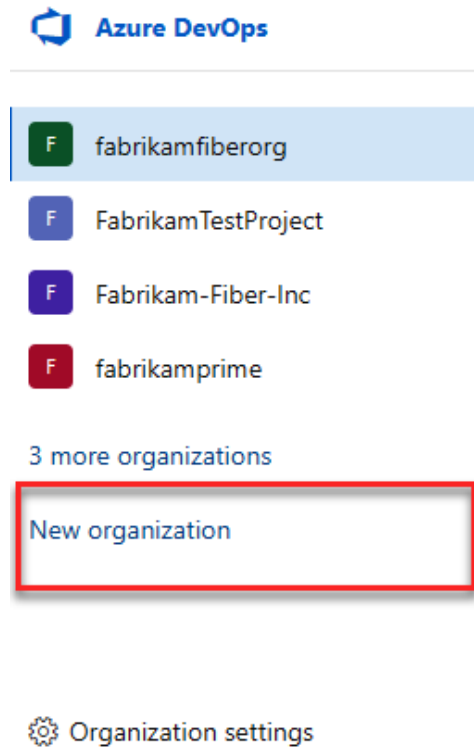 Azure DevOps
F fabrikamfiberorg
F FabrikamTestProject
F Fabrikam-Fiber-Inc
F fabrikamprime
3 more organizations
New organization
Organization settings